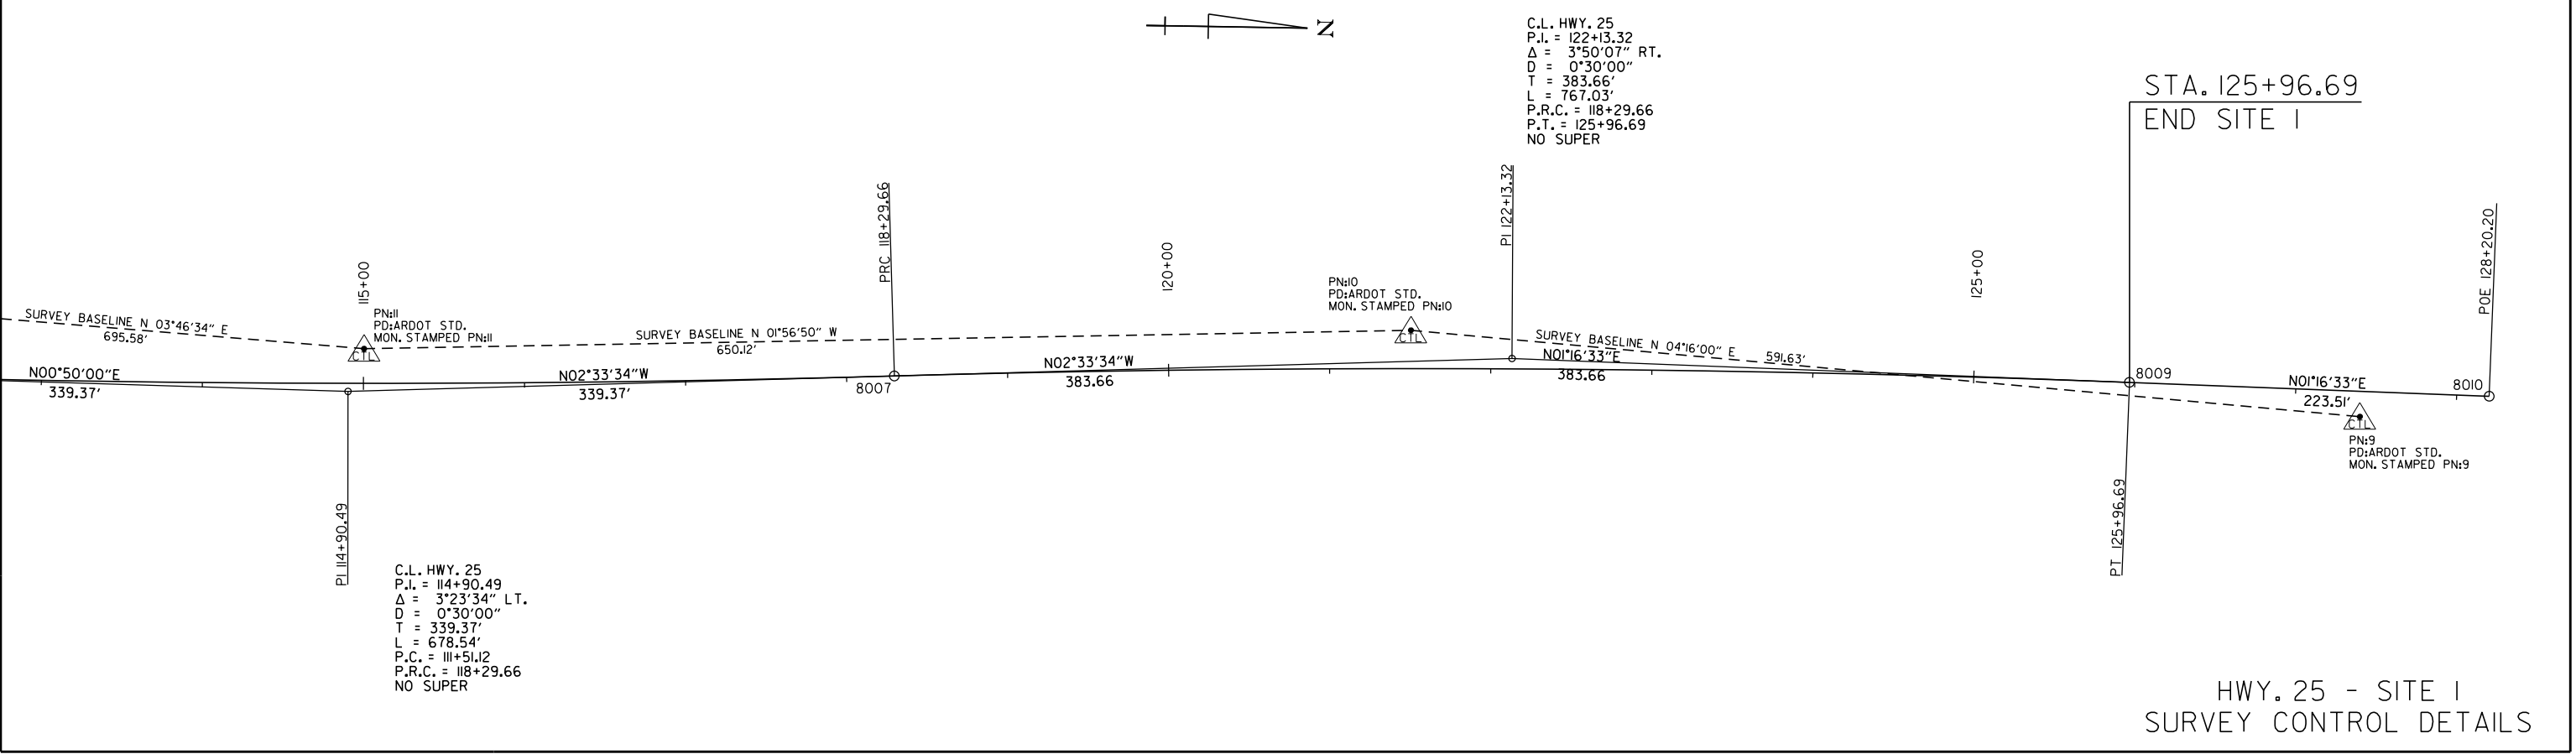 N
C.L. HWY. 25
P.I. = 122+13.32
Δ = 3°50'07" RT.
D = 0°30'00"
T = 383.66'
L = 767.03'
P.R.C. = 118+29.66
P.T. = 125+96.69
NO SUPER
STA. 125+96.69
END SITE 1
PRC 118+29.66
PI 122+13.32
POE 128+20.20
115+00
120+00
125+00
SURVEY BASELINE N 03°46'34" E
695.58'
PN:11
PD:ARDOT STD.
MON. STAMPED PN:11
CTL
SURVEY BASELINE N 01°56'50" W
650.12'
PN:10
PD:ARDOT STD.
MON. STAMPED PN:10
CTL
SURVEY BASELINE N 04°16'00" E
591.63'
N00°50'00"E
339.37'
N02°33'34"W
339.37'
8007
N02°33'34"W
383.66
N01°16'33"E
383.66
8009
N01°16'33"E
223.51'
8010
CTL
PN:9
PD:ARDOT STD.
MON. STAMPED PN:9
PI 114+90.49
PT 125+96.69
C.L. HWY. 25
P.I. = 114+90.49
Δ = 3°23'34" LT.
D = 0°30'00"
T = 339.37'
L = 678.54'
P.C. = 111+51.12
P.R.C. = 118+29.66
NO SUPER
HWY. 25 - SITE 1
SURVEY CONTROL DETAILS